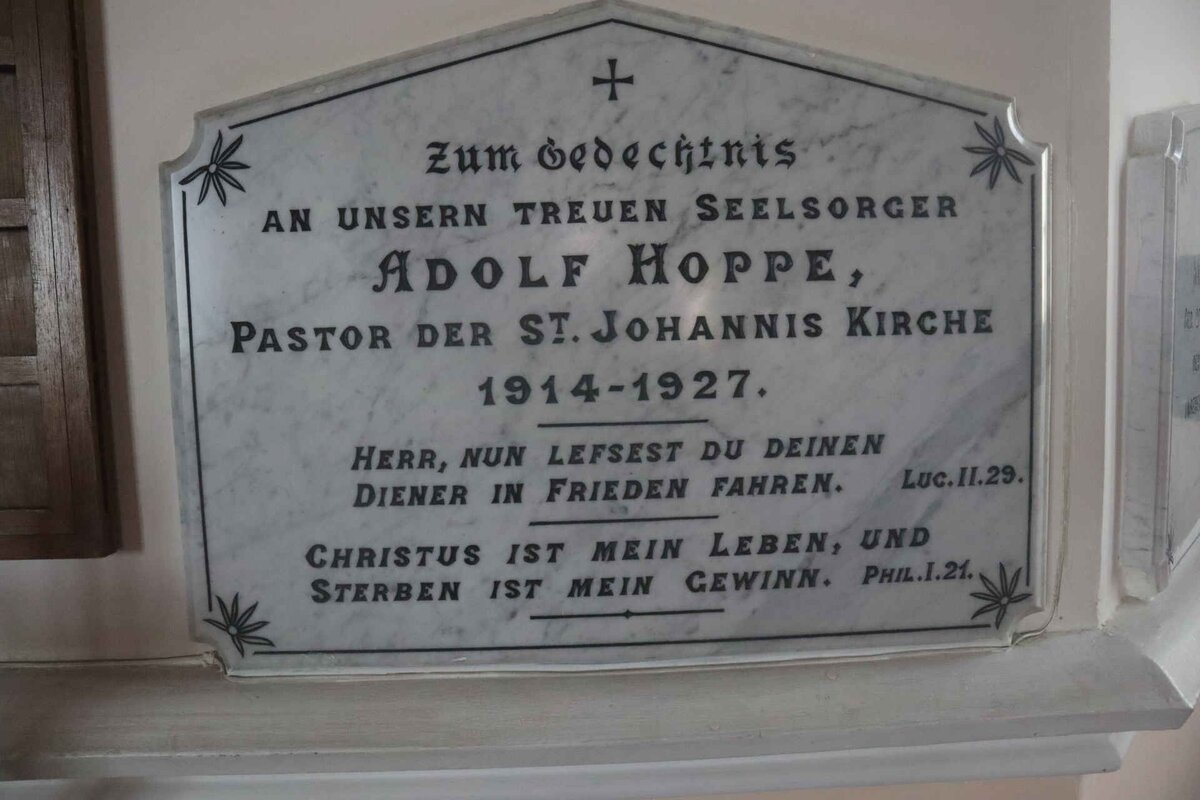 Zum Gedechtnis
AN UNSERN TREUEN SEELSORGER
ADOLF HOPPE,
PASTOR DER ST. JOHANNIS KIRCHE
1914-1927.
HERR, NUN LEFSEST DU DEINEN
DIENER IN FRIEDEN FAHREN. LUC. II. 29.
CHRISTUS IST MEIN LEBEN, UND
STERBEN IST MEIN GEWINN. PHIL. I. 21.